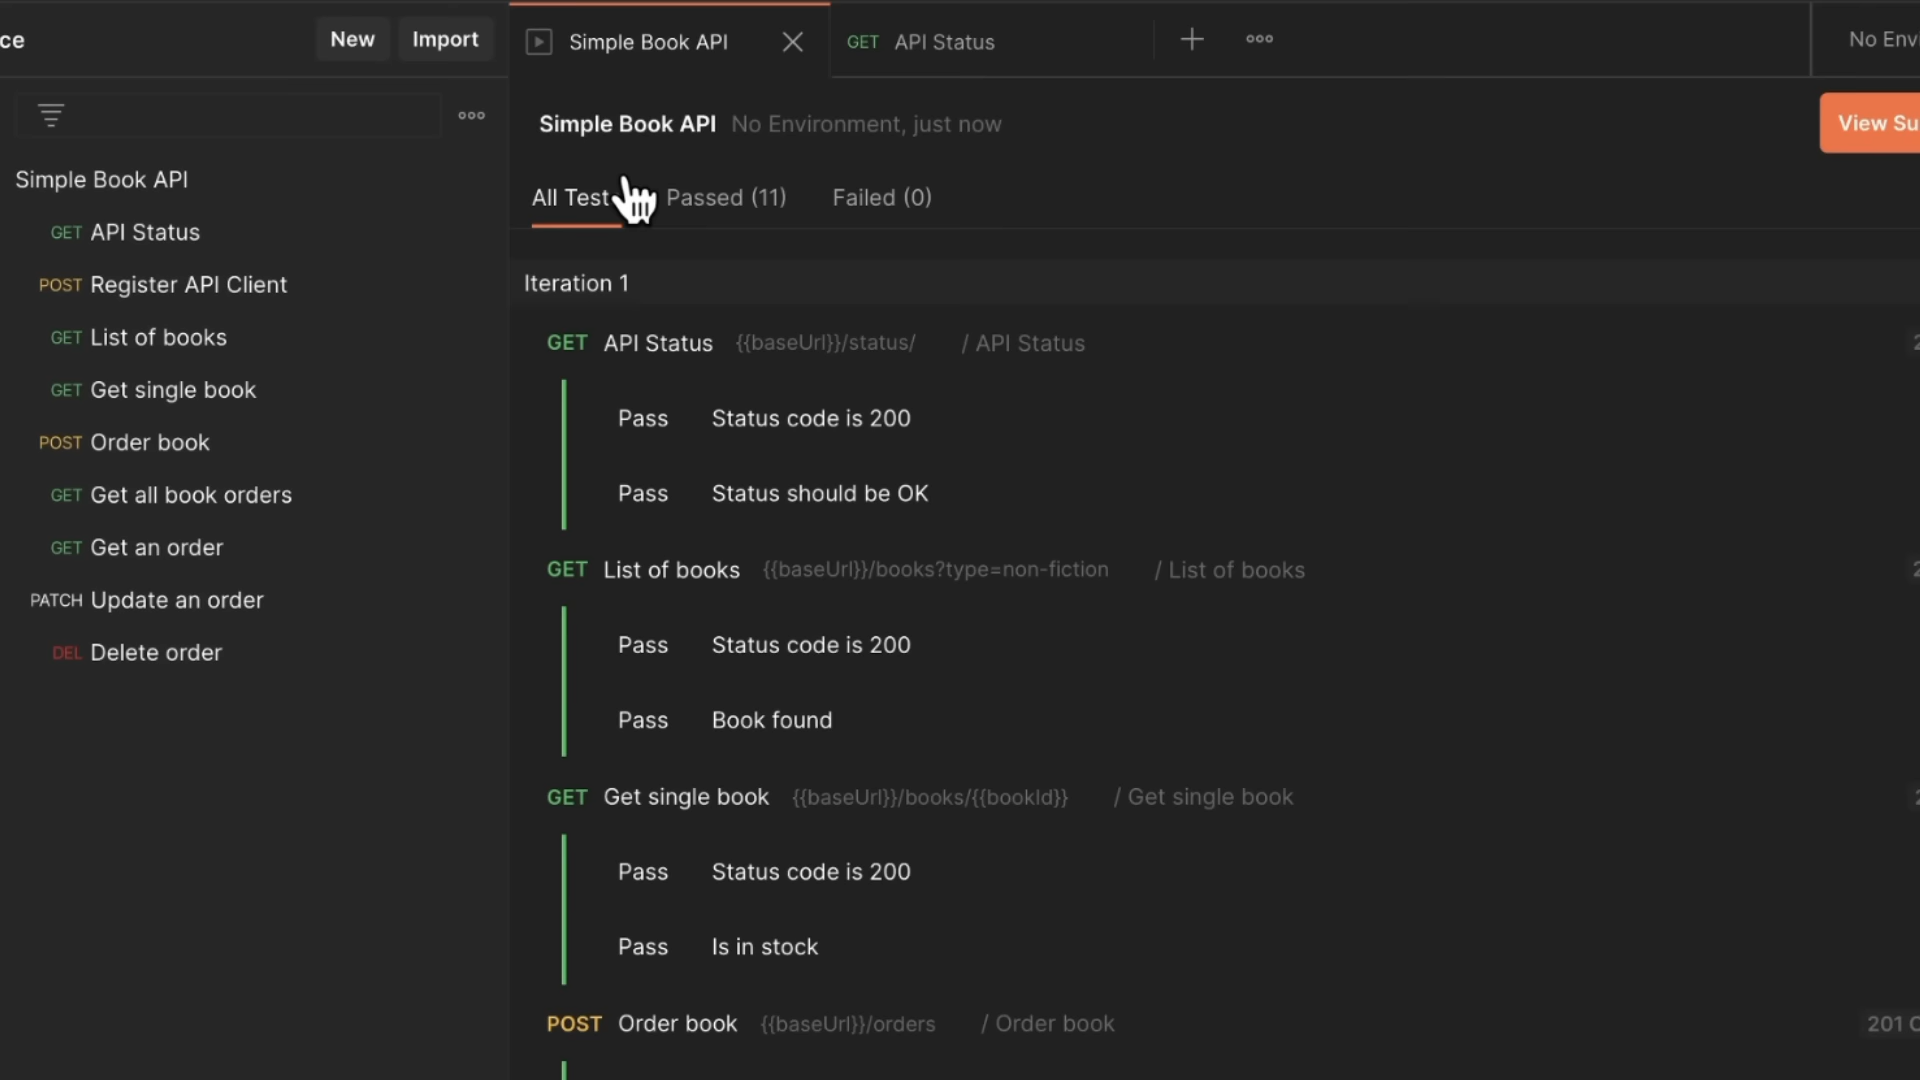 ce
New
Import
Simple Book API
GET API Status
No Envi
Simple Book API No Environment, just now
View Su
All Test
Passed (11)
Failed (0)
Simple Book API
GET API Status
POST Register API Client
GET List of books
GET Get single book
POST Order book
GET Get all book orders
GET Get an order
PATCH Update an order
DEL Delete order
Iteration 1
GET API Status {{baseUrl}}/status/ / API Status
Pass Status code is 200
Pass Status should be OK
GET List of books {{baseUrl}}/books?type=non-fiction / List of books
Pass Status code is 200
Pass Book found
GET Get single book {{baseUrl}}/books/{{bookId}} / Get single book
Pass Status code is 200
Pass Is in stock
POST Order book {{baseUrl}}/orders / Order book
201 C